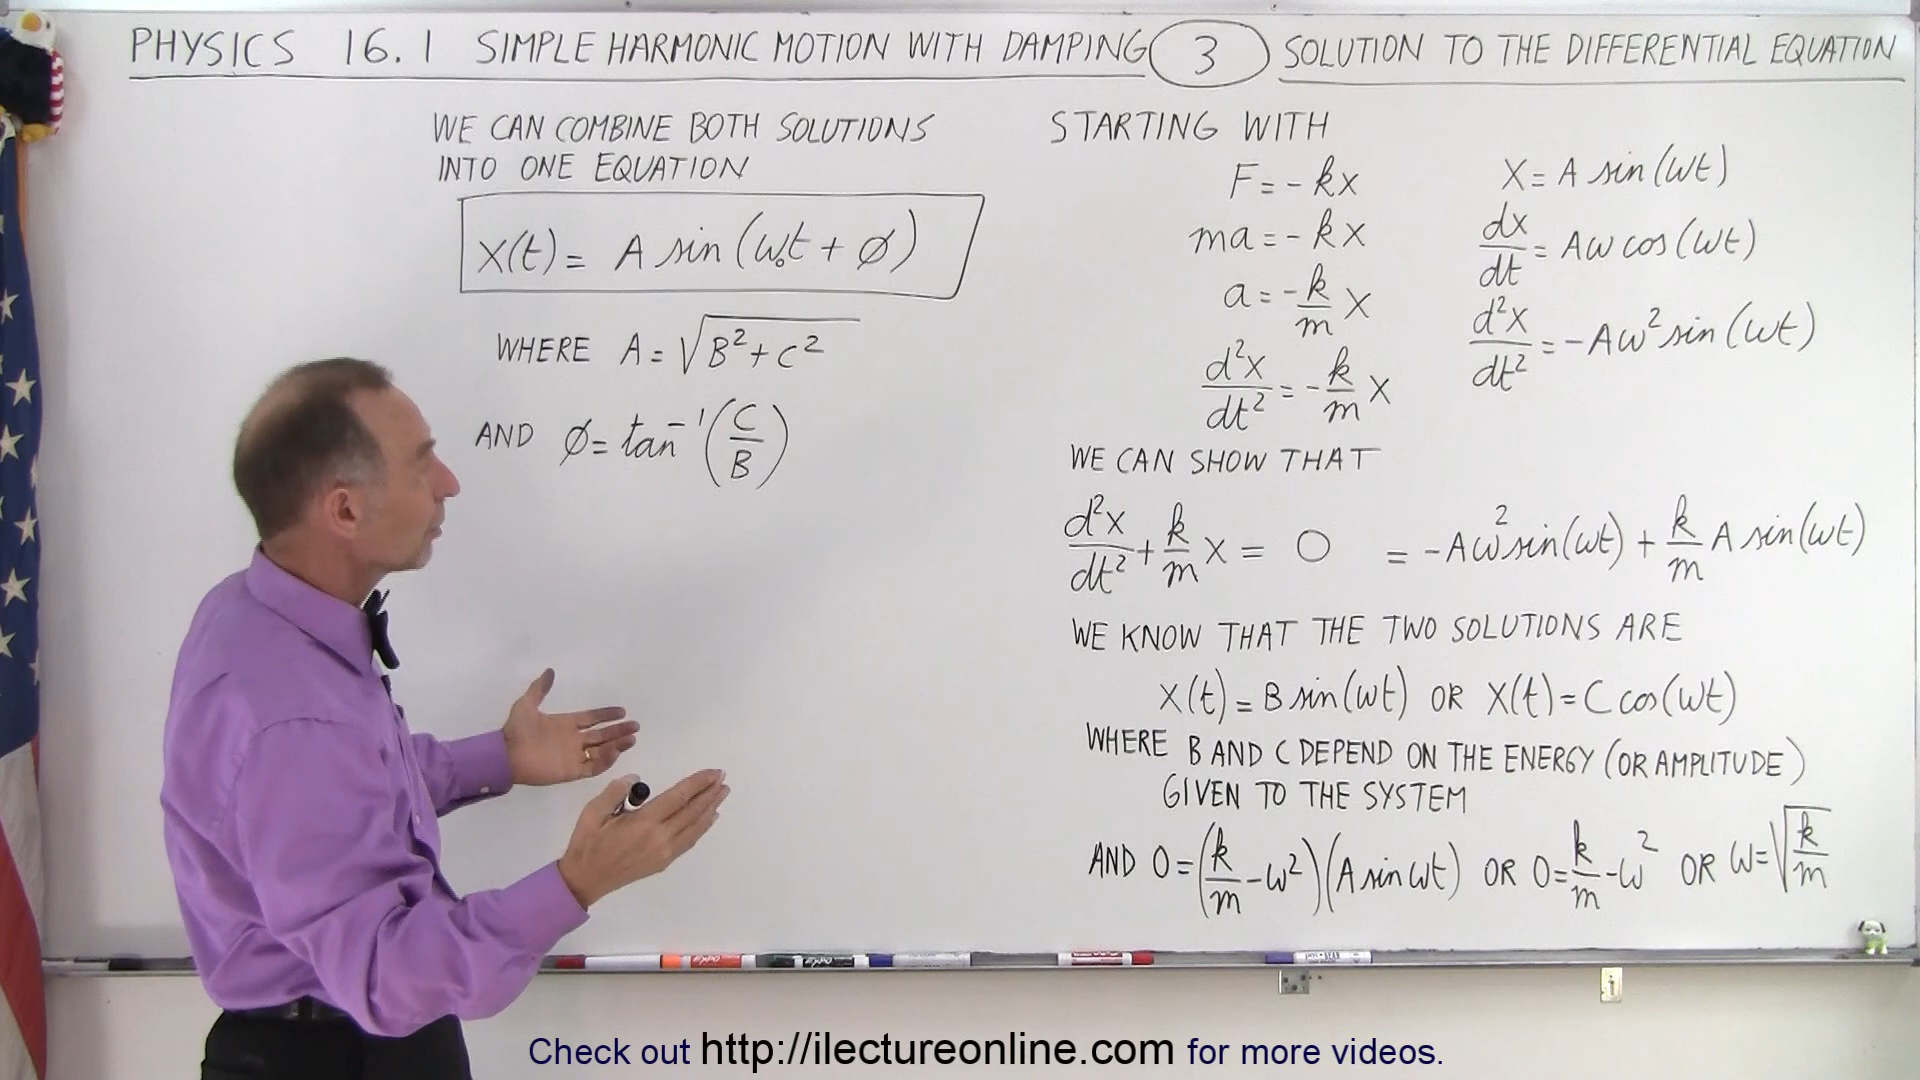 PHYSICS 16.1 SIMPLE HARMONIC MOTION WITH DAMPING 3 SOLUTION TO THE DIFFERENTIAL EQUATION
WE CAN COMBINE BOTH SOLUTIONS
INTO ONE EQUATION
X(t) = A sin(ω₀t + φ)
WHERE A = √(B² + C²)
AND φ = tan⁻¹(C/B)
STARTING WITH
F = -kx
ma = -kx
a = -k/m x
d²x/dt² = -k/m x
X = A sin(ωt)
dx/dt = Aω cos(ωt)
d²x/dt² = -Aω² sin(ωt)
WE CAN SHOW THAT
d²x/dt² + k/m x = 0 = -Aω² sin(ωt) + k/m A sin(ωt)
WE KNOW THAT THE TWO SOLUTIONS ARE
X(t) = B sin(ωt) OR X(t) = C cos(ωt)
WHERE B AND C DEPEND ON THE ENERGY (OR AMPLITUDE)
GIVEN TO THE SYSTEM
AND 0 = (k/m - ω²)(A sin ωt) OR 0 = k/m - ω² OR ω = √(k/m)
Check out http://ilectureonline.com for more videos.